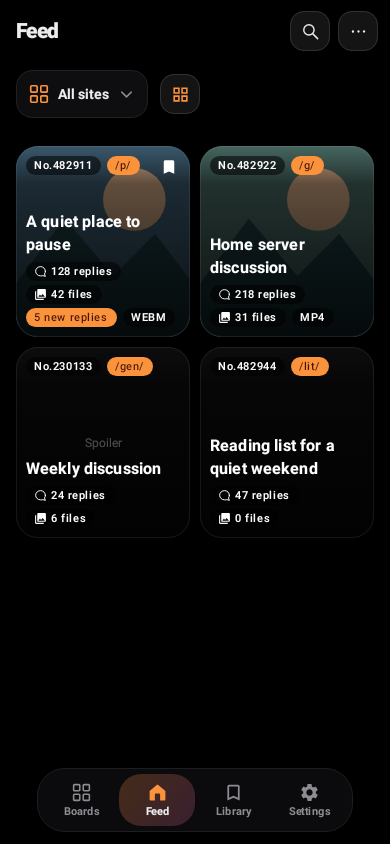 Feed
All sites
No.482911 /p/
A quiet place to
pause
128 replies
42 files
5 new replies WEBM
No.482922 /g/
Home server
discussion
218 replies
31 files MP4
No.230133 /gen/
Spoiler
Weekly discussion
24 replies
6 files
No.482944 /lit/
Reading list for a
quiet weekend
47 replies
0 files
Boards Feed Library Settings